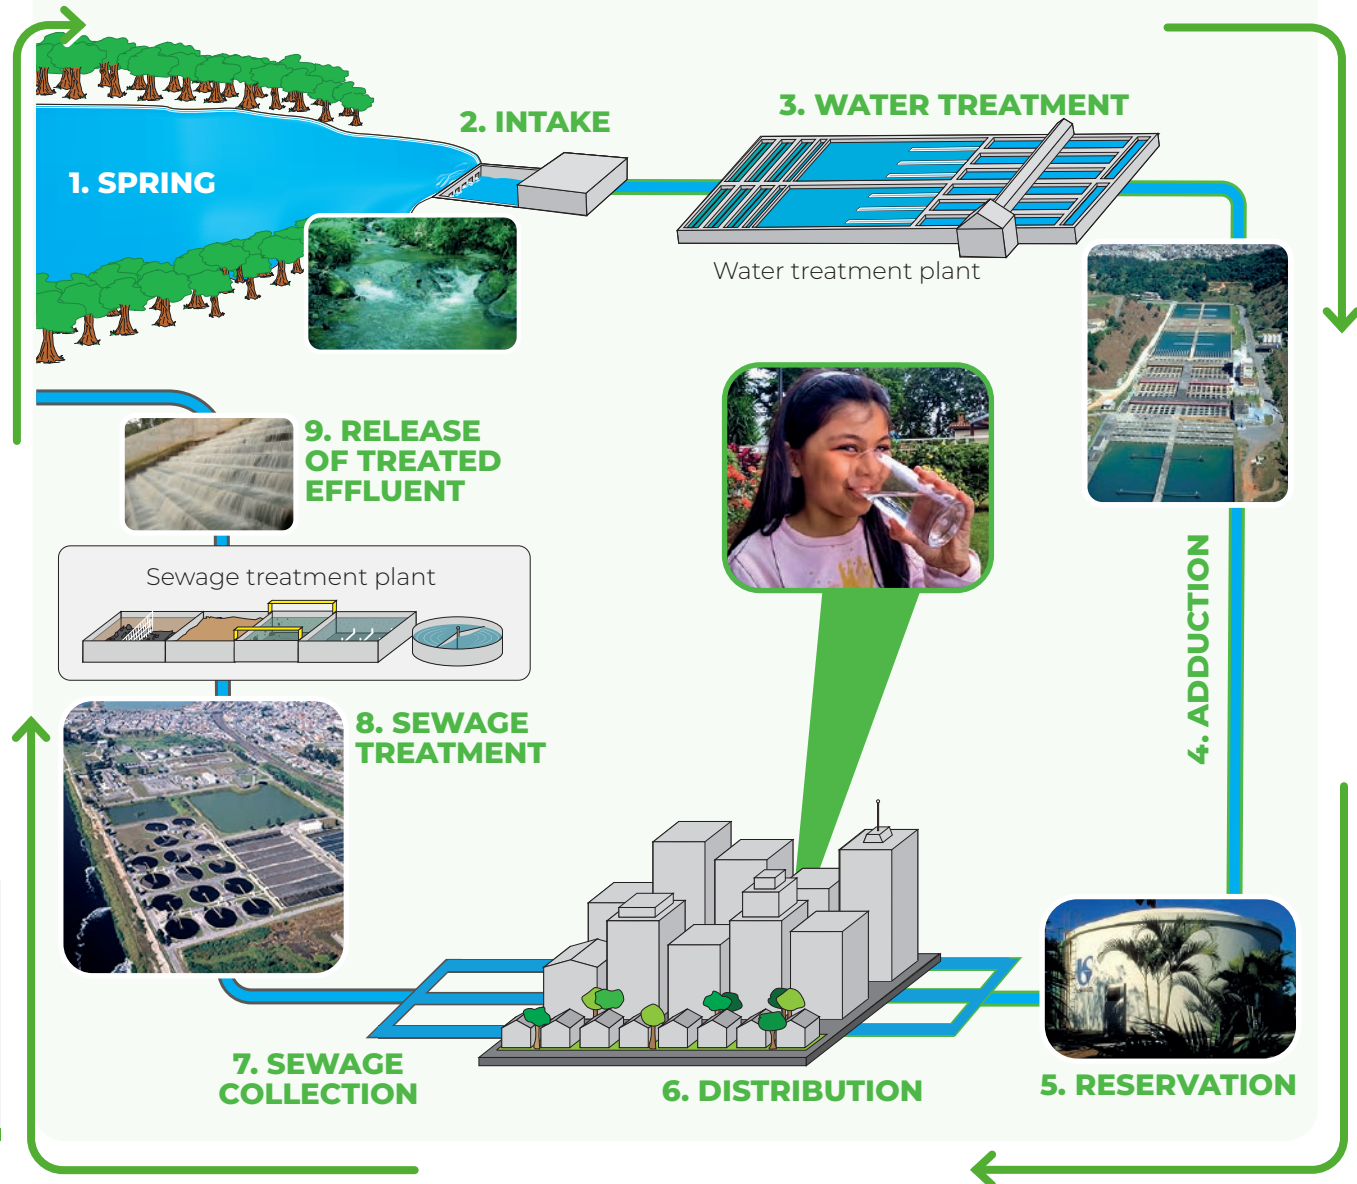 1. SPRING
2. INTAKE
3. WATER TREATMENT
Water treatment plant
4. ADDUCTION
5. RESERVATION
6. DISTRIBUTION
7. SEWAGE
COLLECTION
8. SEWAGE
TREATMENT
Sewage treatment plant
9. RELEASE
OF TREATED
EFFLUENT